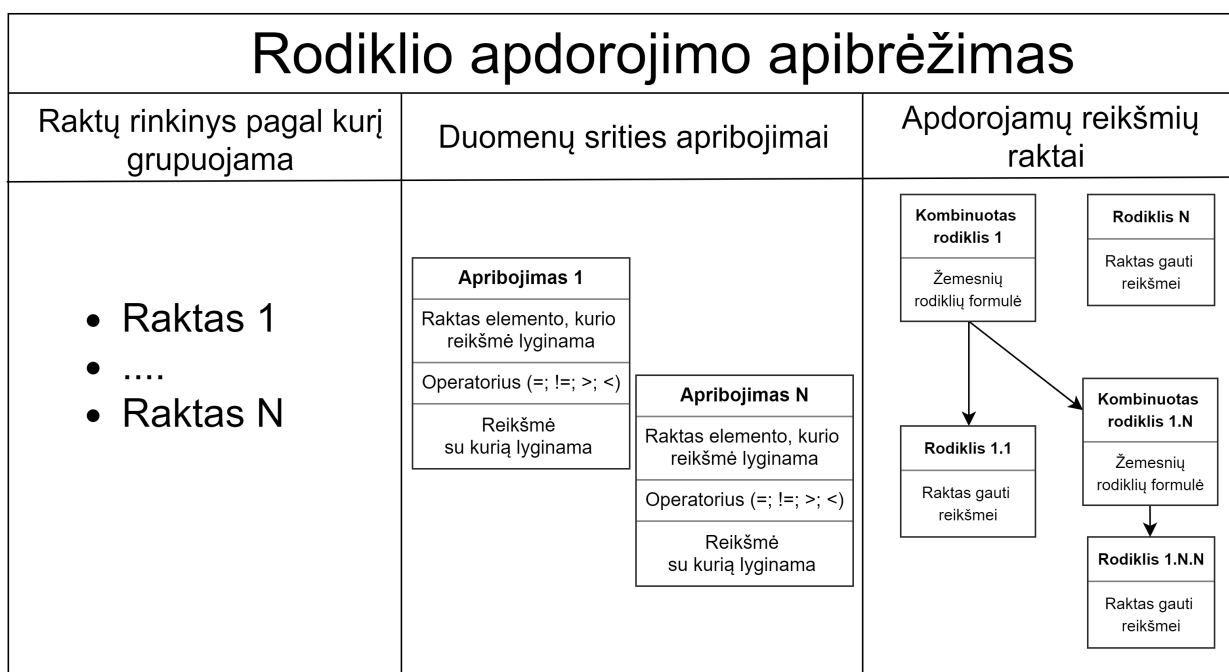 Rodiklio apdorojimo apibrėžimas
Raktų rinkinys pagal kurį
grupuojama
Duomenų srities apribojimai
Apdorojamų reikšmių
raktai
• Raktas 1
• ....
• Raktas N
Apribojimas 1
Raktas elemento, kurio
reikšmė lyginama
Operatorius (=; !=; >; <)
Reikšmė
su kurią lyginama
Apribojimas N
Raktas elemento, kurio
reikšmė lyginama
Operatorius (=; !=; >; <)
Reikšmė
su kurią lyginama
Kombinuotas
rodiklis 1
Žemesnių
rodiklių formulė
Rodiklis N
Raktas gauti
reikšmei
Rodiklis 1.1
Raktas gauti
reikšmei
Kombinuotas
rodiklis 1.N
Žemesnių
rodiklių formulė
Rodiklis 1.N.N
Raktas gauti
reikšmei